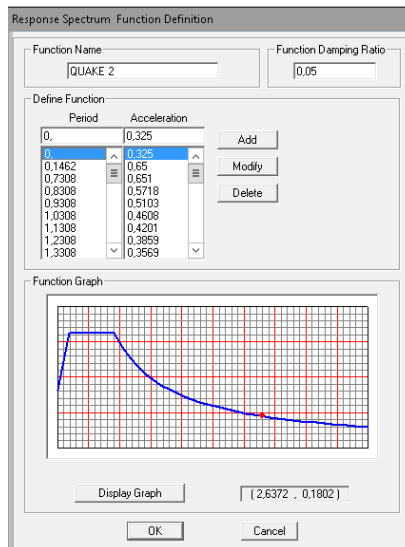 Response Spectrum Function Definition
Function Name
QUAKE 2
Function Damping Ratio
0,05
Define Function
Period Acceleration
0, 0,325
0, 0,325
0,1462 0,65
0,7308 0,651
0,8308 0,5718
0,9308 0,5103
1,0308 0,4608
1,1308 0,4201
1,2308 0,3859
1,3308 0,3569
Add
Modify
Delete
Function Graph
Display Graph
( 2,6372 , 0,1802 )
OK Cancel